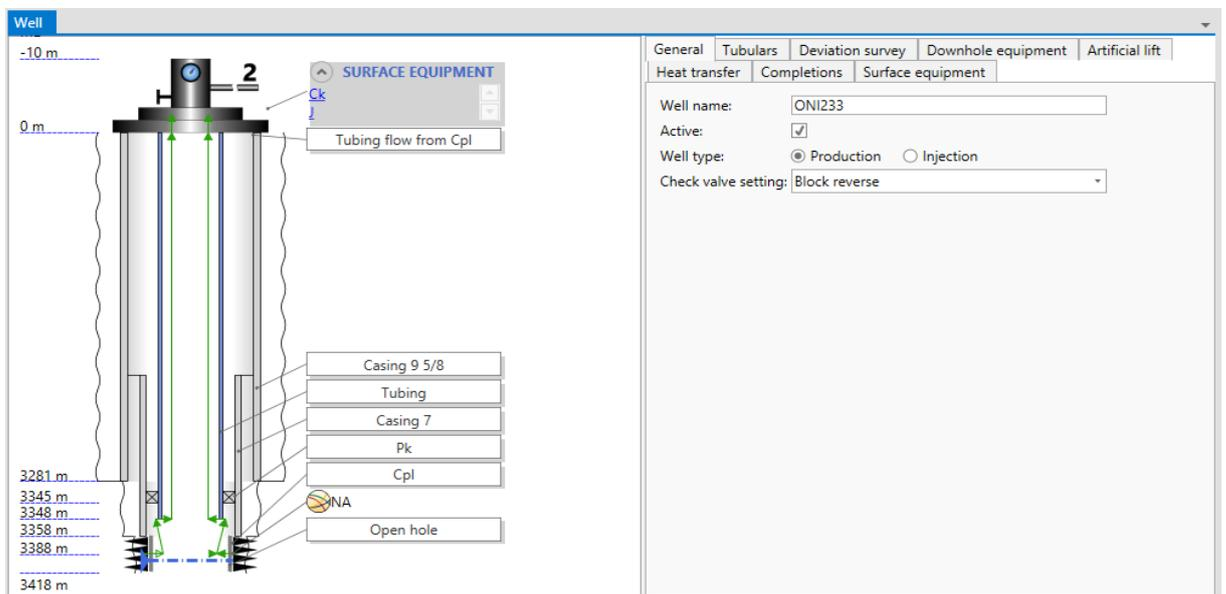 Well
-10 m
2
SURFACE EQUIPMENT
Ck
J
0 m
Tubing flow from Cpl
Casing 9 5/8
Tubing
Casing 7
Pk
3281 m
Cpl
3345 m
NA
3348 m
3358 m
Open hole
3388 m
3418 m
General Tubulars Deviation survey Downhole equipment Artificial lift
Heat transfer Completions Surface equipment
Well name: ONI233
Active:
Well type: Production Injection
Check valve setting: Block reverse